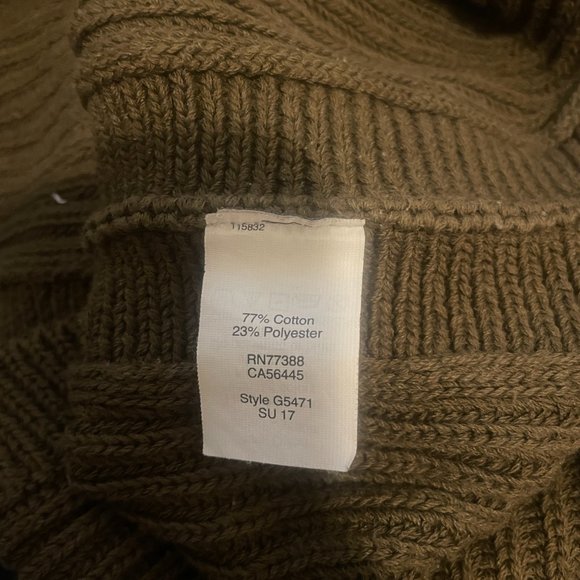 115832
77% Cotton
23% Polyester
RN77388
CA56445
Style G5471
SU 17